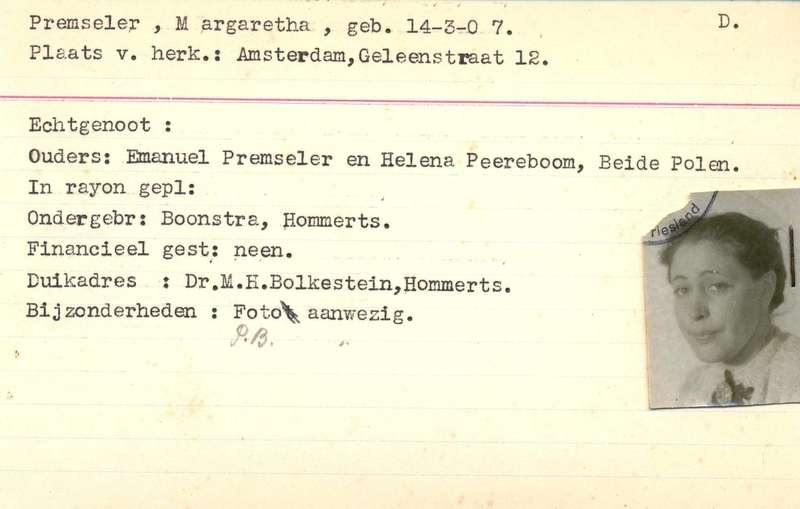 Premseler , M argaretha , geb. 14-3-0 7. D.
Plaats v. herk.: Amsterdam,Geleenstraat 12.
Echtgenoot :
Ouders: Emanuel Premseler en Helena Peereboom, Beide Polen.
In rayon gepl:
Ondergebr: Boonstra, Hommerts.
Financieel gest: neen.
Duikadres : Dr.M.H.Bolkestein,Hommerts.
Bijzonderheden : Foto aanwezig.
P.B. "
riesland